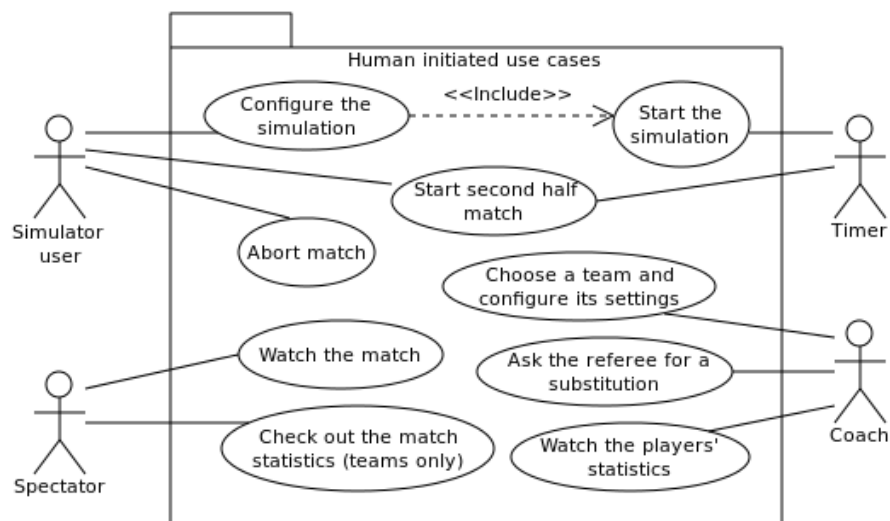 Human initiated use cases
Configure the
simulation
<<Include>>
Start the
simulation
Simulator
user
Start second half
match
Timer
Abort match
Choose a team and
configure its settings
Watch the match
Ask the referee for a
substitution
Spectator
Check out the match
statistics (teams only)
Watch the players'
statistics
Coach